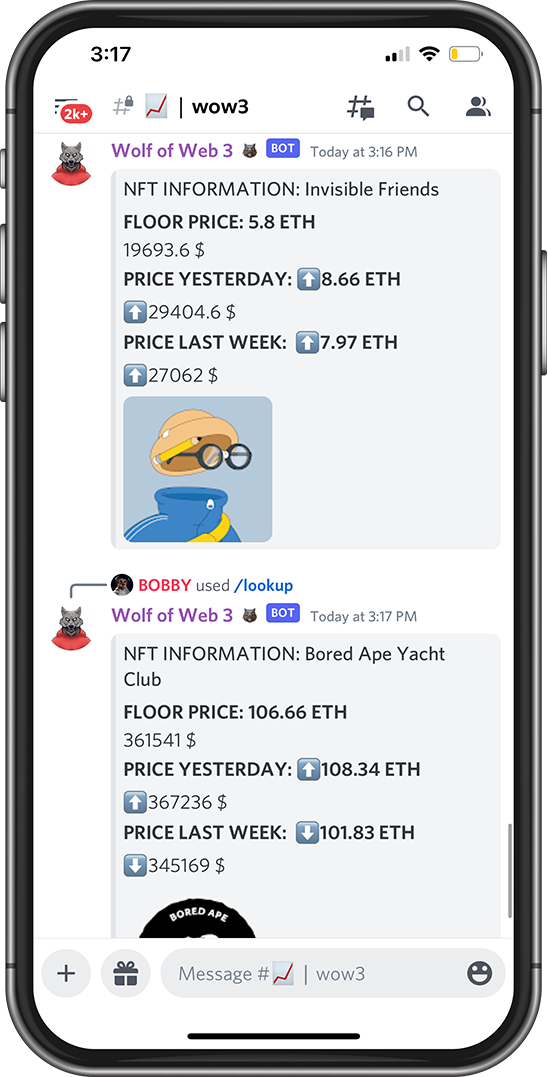 3:17
2k+
# 📈 | wow3
Wolf of Web 3 BOT Today at 3:16 PM
NFT INFORMATION: Invisible Friends
FLOOR PRICE: 5.8 ETH
19693.6 $
PRICE YESTERDAY: ⬆️8.66 ETH
⬆️29404.6 $
PRICE LAST WEEK: ⬆️7.97 ETH
⬆️27062 $
BOBBY used /lookup
Wolf of Web 3 BOT Today at 3:17 PM
NFT INFORMATION: Bored Ape Yacht
Club
FLOOR PRICE: 106.66 ETH
361541 $
PRICE YESTERDAY: ⬆️108.34 ETH
⬆️367236 $
PRICE LAST WEEK: ⬇️101.83 ETH
⬇️345169 $
BORED APE
Message #📈 | wow3